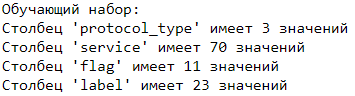 Обучающий набор:
Столбец 'protocol_type' имеет 3 значений
Столбец 'service' имеет 70 значений
Столбец 'flag' имеет 11 значений
Столбец 'label' имеет 23 значений